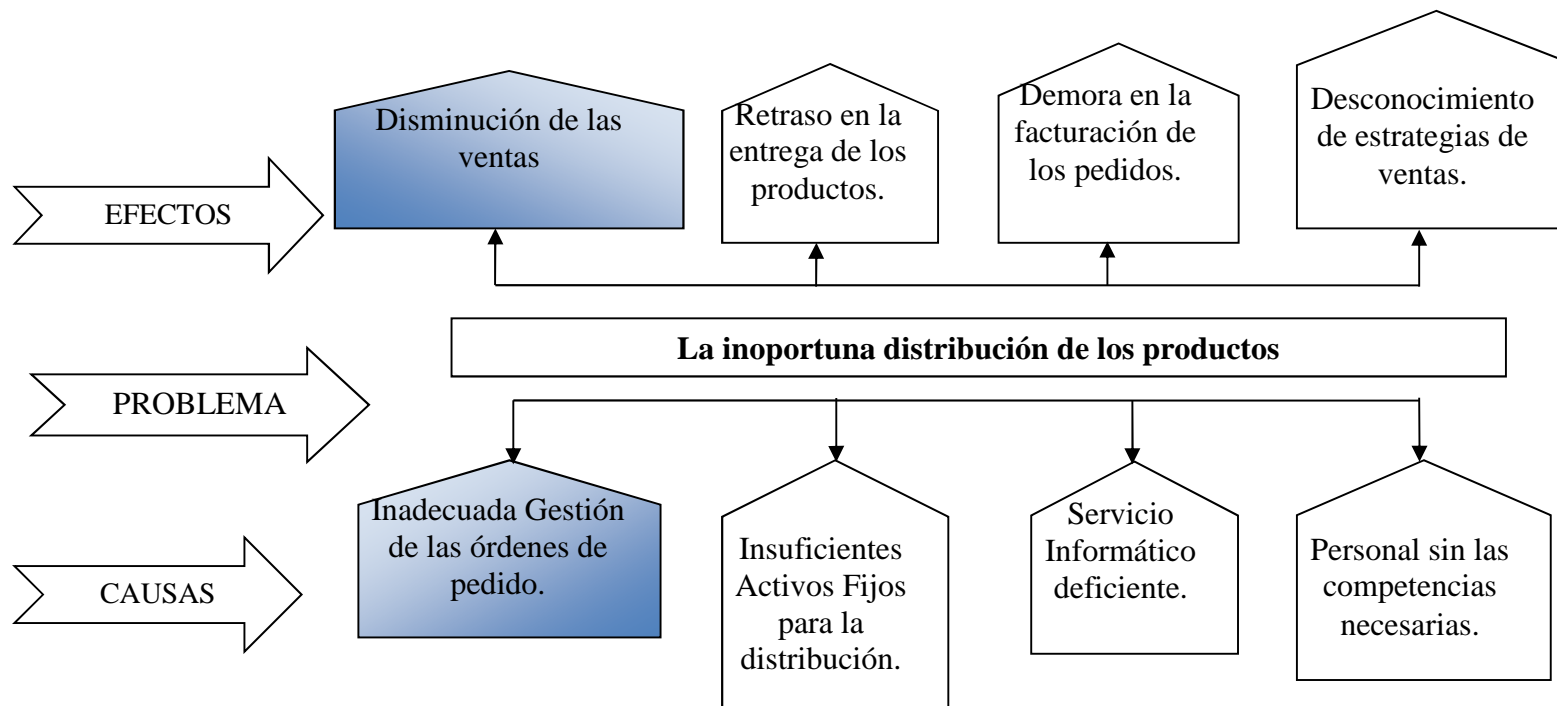 EFECTOS
Disminución de las
ventas
Retraso en la
entrega de los
productos.
Demora en la
facturación de
los pedidos.
Desconocimiento
de estrategias de
ventas.
PROBLEMA
La inoportuna distribución de los productos
CAUSAS
Inadecuada Gestión
de las órdenes de
pedido.
Insuficientes
Activos Fijos
para la
distribución.
Servicio
Informático
deficiente.
Personal sin las
competencias
necesarias.